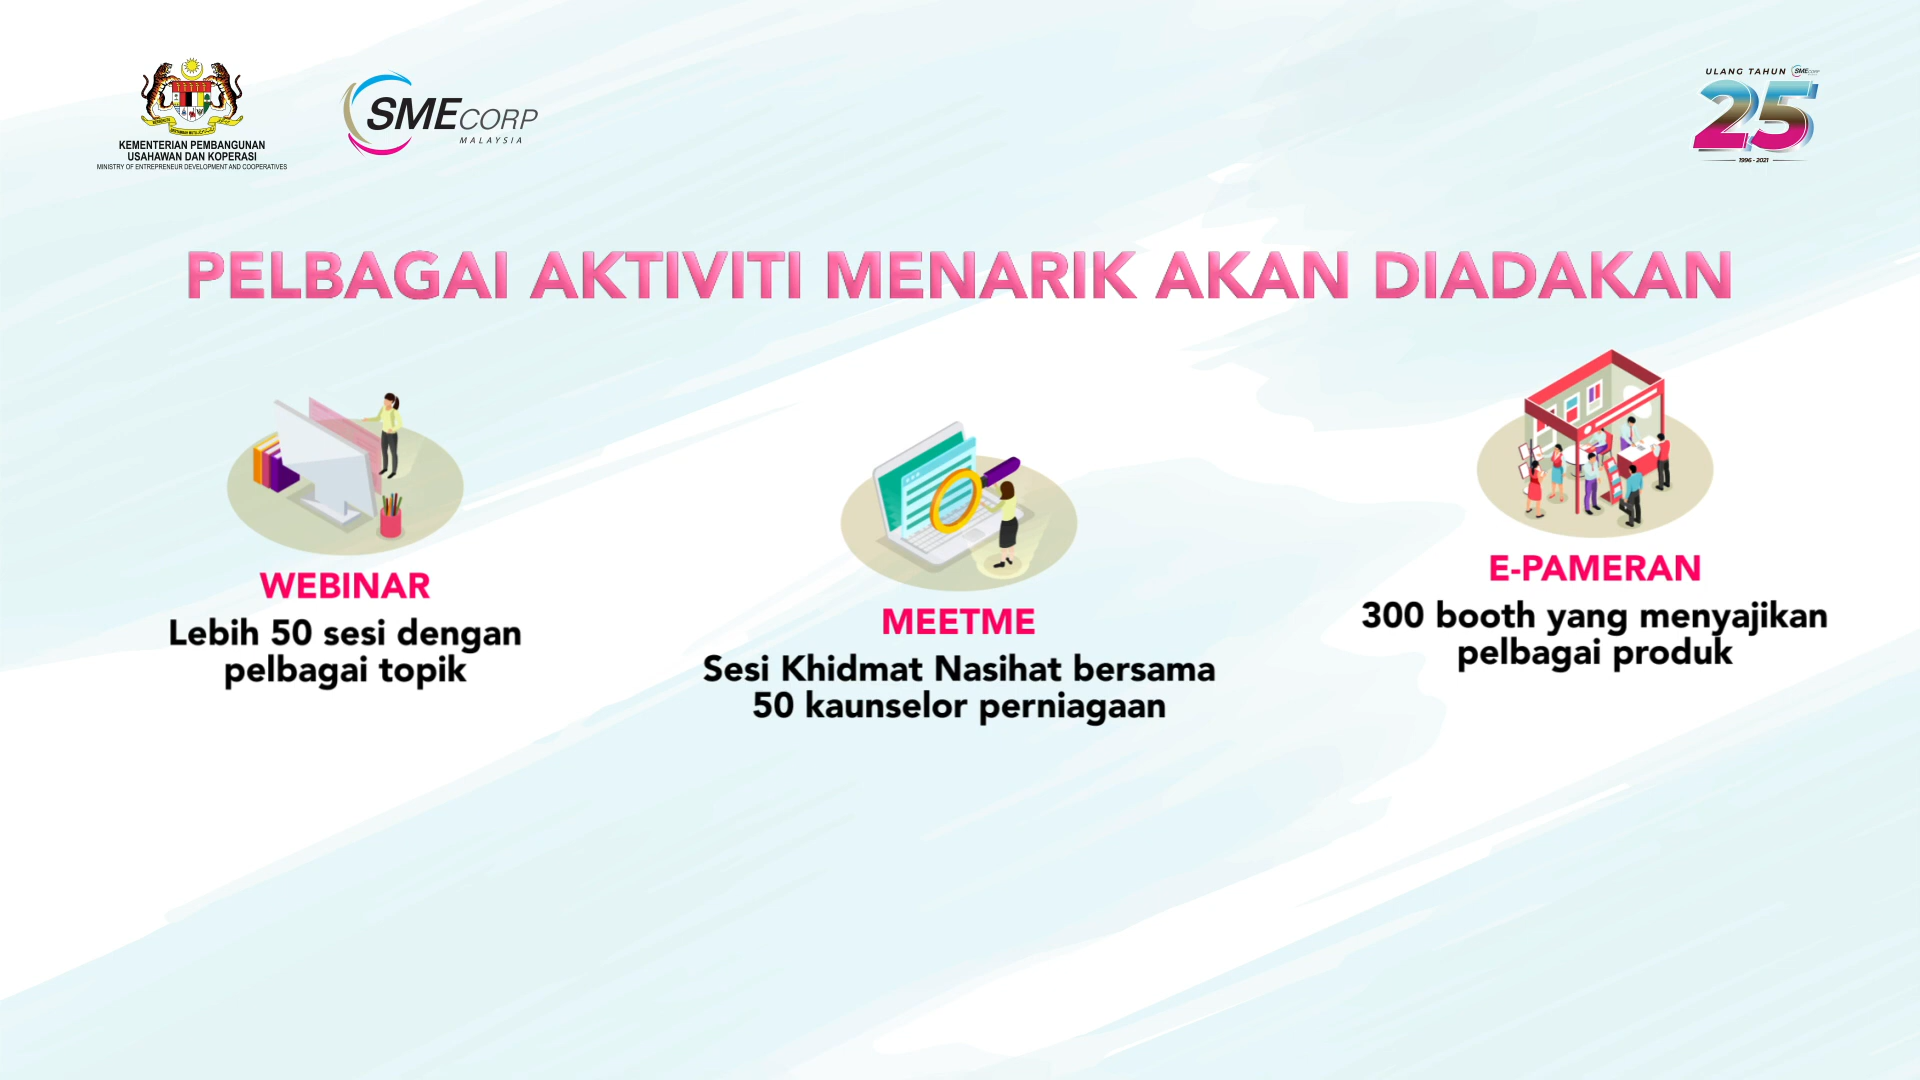 KEMENTERIAN PEMBANGUNAN
USAHAWAN DAN KOPERASI
MINISTRY OF ENTREPRENEUR DEVELOPMENT AND COOPERATIVES
SMECORP
MALAYSIA
ULANG TAHUN SMECORP
25
1996 - 2021
PELBAGAI AKTIVITI MENARIK AKAN DIADAKAN
WEBINAR
Lebih 50 sesi dengan
pelbagai topik
MEETME
Sesi Khidmat Nasihat bersama
50 kaunselor perniagaan
E-PAMERAN
300 booth yang menyajikan
pelbagai produk